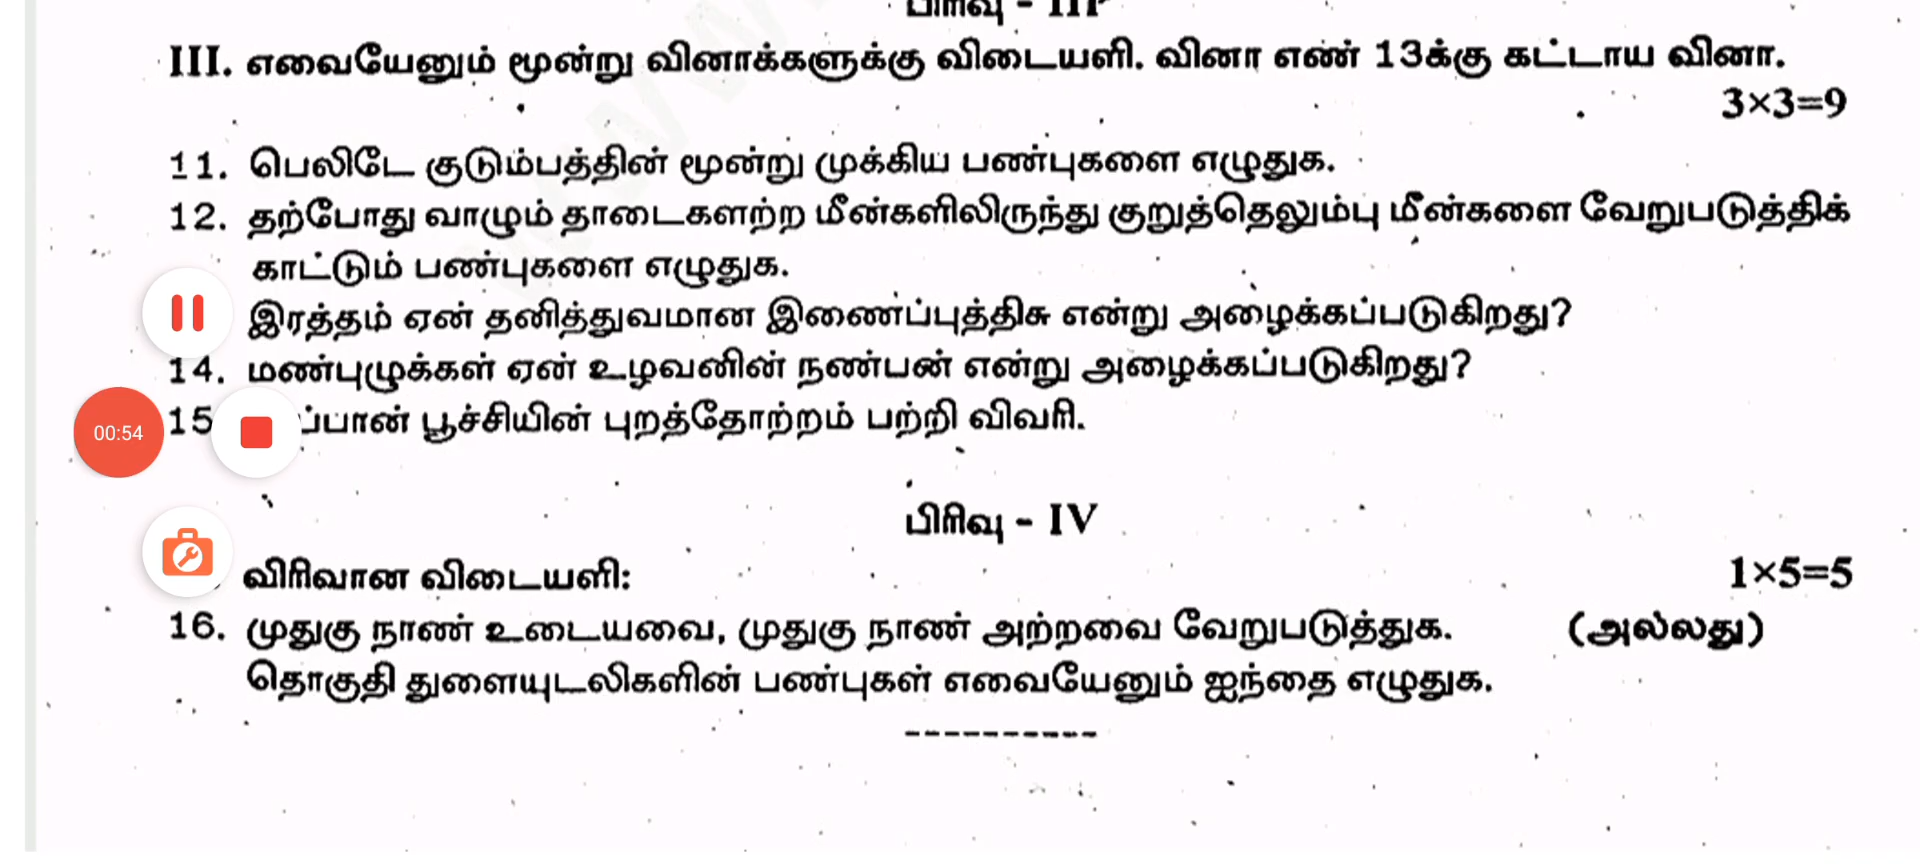 பிரிவு - III
III. எவையேனும் மூன்று வினாக்களுக்கு விடையளி. வினா எண் 13க்கு கட்டாய வினா.
3×3=9
11. பெலிடே குடும்பத்தின் மூன்று முக்கிய பண்புகளை எழுதுக.
12. தற்போது வாழும் தாடைகளற்ற மீன்களிலிருந்து குறுத்தெலும்பு மீன்களை வேறுபடுத்திக்
காட்டும் பண்புகளை எழுதுக.
இரத்தம் ஏன் தனித்துவமான இணைப்புத்திசு என்று அழைக்கப்படுகிறது?
14. மண்புழுக்கள் ஏன் உழவனின் நண்பன் என்று அழைக்கப்படுகிறது?
00:54 15 ப்பான் பூச்சியின் புறத்தோற்றம் பற்றி விவரி.
பிரிவு - IV
விரிவான விடையளி: 1×5=5
16. முதுகு நாண் உடையவை, முதுகு நாண் அற்றவை வேறுபடுத்துக. (அல்லது)
தொகுதி துளையுடலிகளின் பண்புகள் எவையேனும் ஐந்தை எழுதுக.
----------